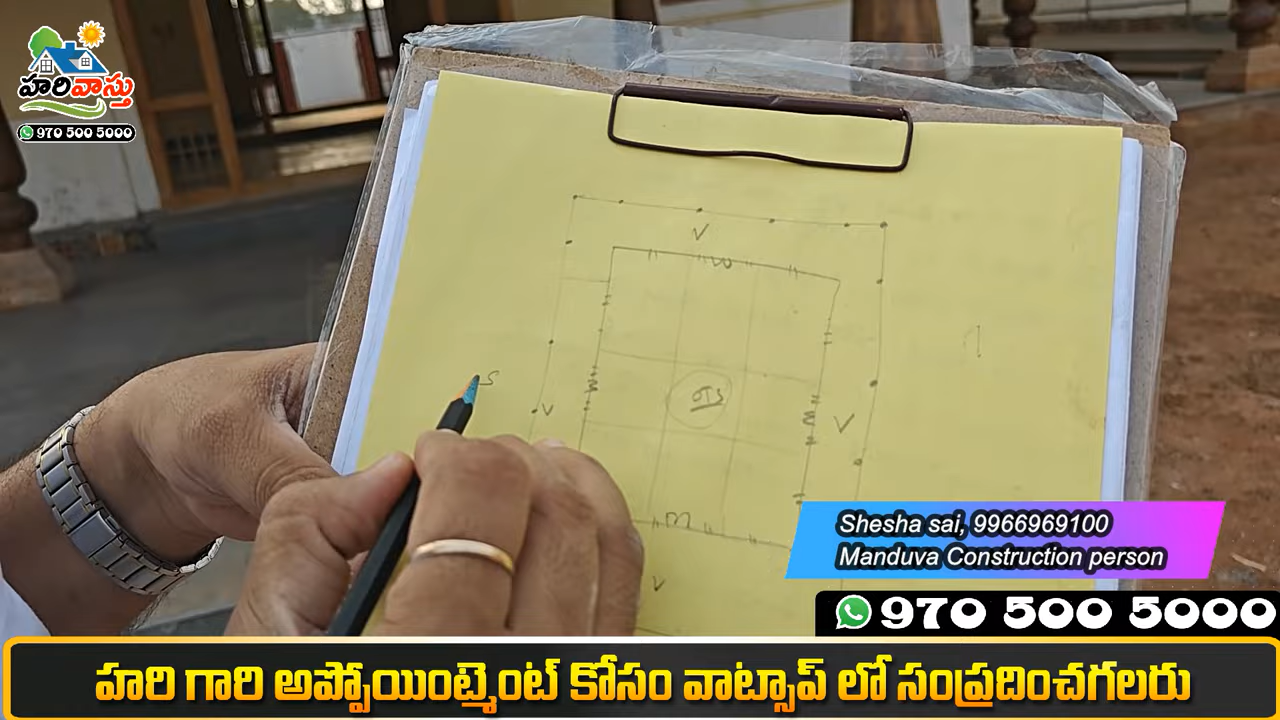 హరివాస్తు
970 500 5000
S
Shesha sai, 9966969100
Manduva Construction person
970 500 5000
హరి గారి అప్పోయింట్మెంట్ కోసం వాట్సాప్ లో సంప్రదించగలరు